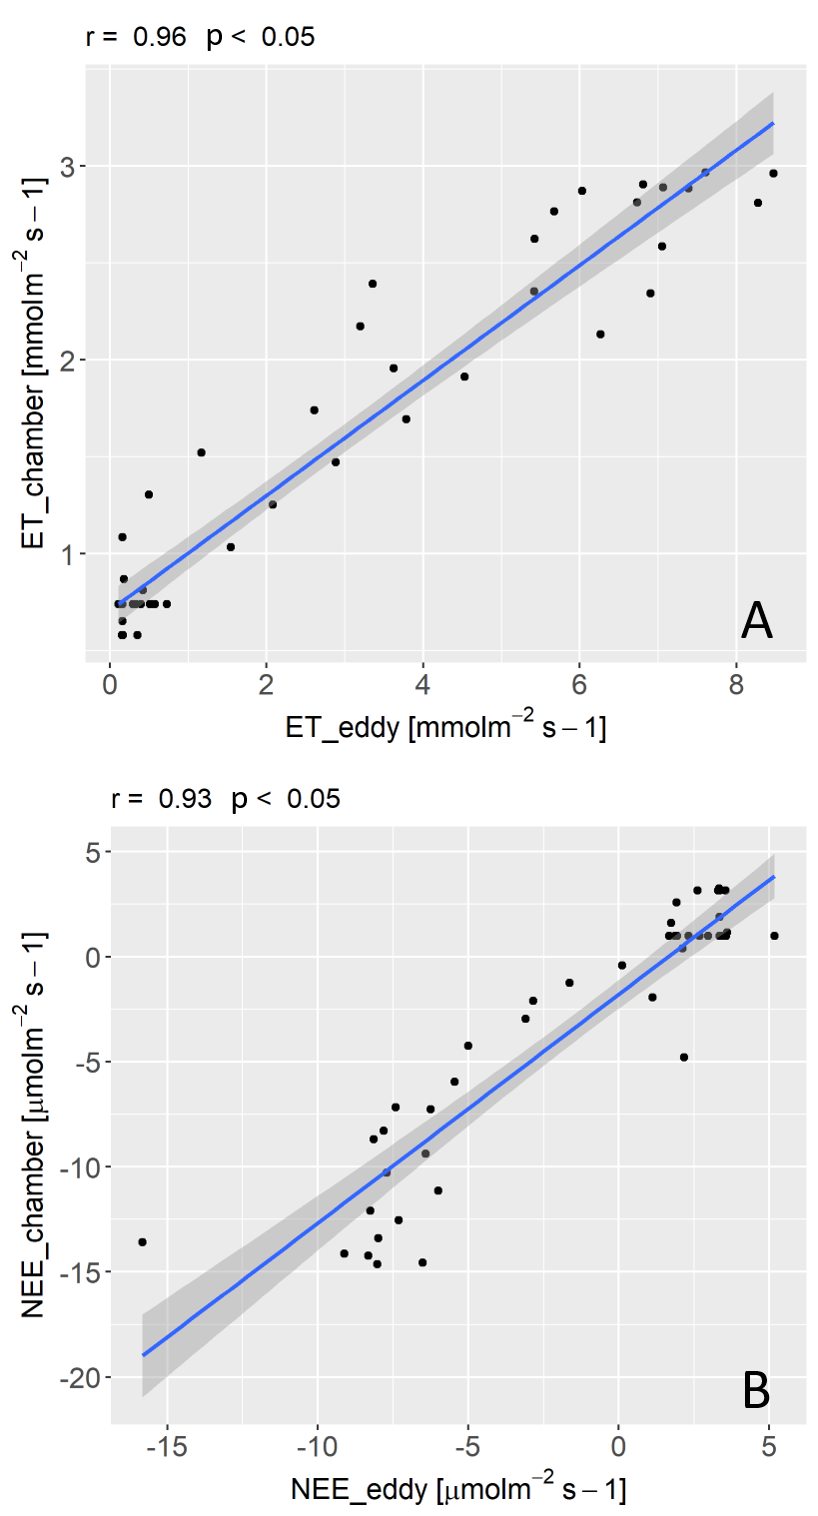 r = 0.96 p < 0.05
3
2
1
ET_chamber [mmolm⁻² s − 1]
A
0 2 4 6 8
ET_eddy [mmolm⁻² s − 1]
r = 0.93 p < 0.05
5
0
-5
-10
-15
-20
NEE_chamber [μmolm⁻² s − 1]
B
-15 -10 -5 0 5
NEE_eddy [μmolm⁻² s − 1]